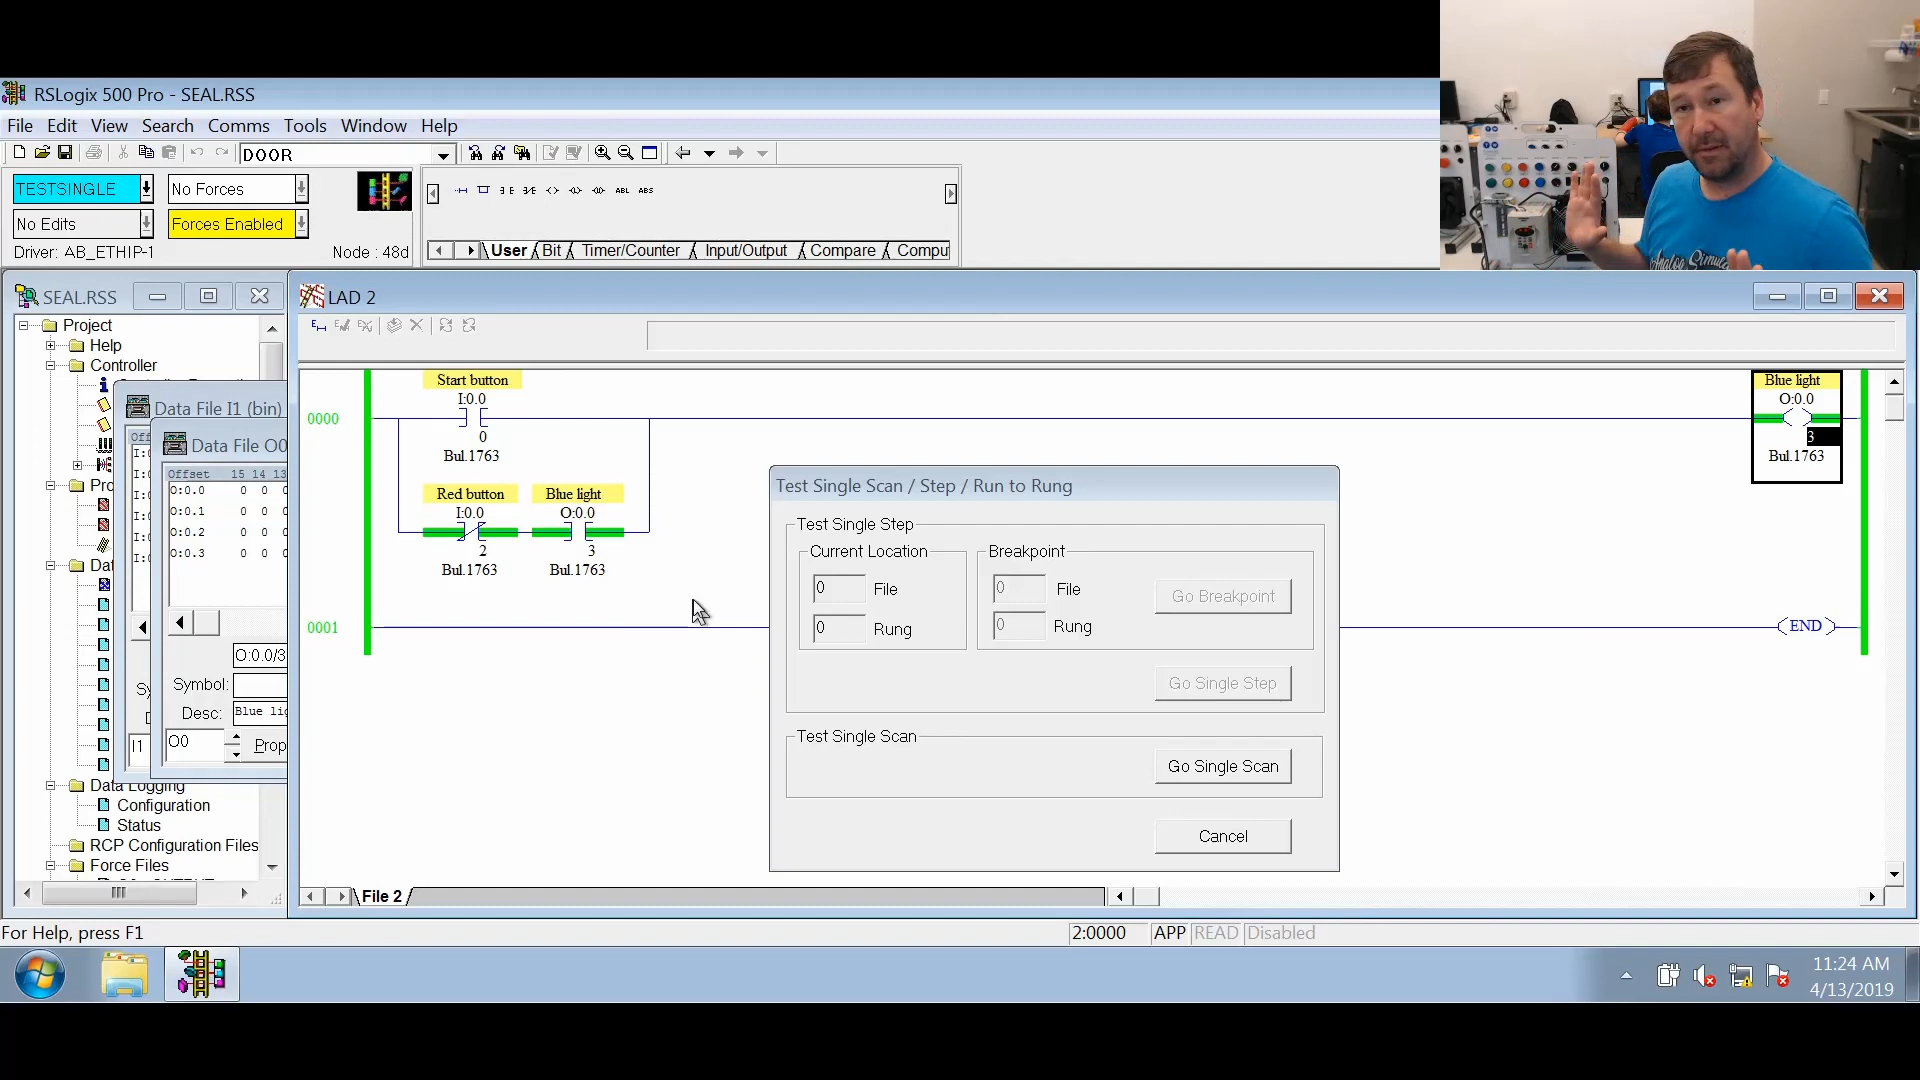 RSLogix 500 Pro - SEAL.RSS
File Edit View Search Comms Tools Window Help
DOOR
TESTSINGLE No Forces
ABL ABS
No Edits Forces Enabled
Driver: AB_ETHIP-1 Node : 48d
User Bit Timer/Counter Input/Output Compare Compu
SEAL.RSS
Project
Help
Controller
Data File I1 (bin)
Data File O0
Offset 15 14 13
O:0.0 0 0 0
O:0.1 0 0 0
O:0.2 0 0 0
O:0.3 0 0 0
O:0.0/3
Symbol:
Desc: Blue lig
I1
O0
Prop
Data Logging
Configuration
Status
RCP Configuration Files
Force Files
LAD 2
0000
Start button
I:0.0
0
Bul.1763
Blue light
O:0.0
3
Bul.1763
Red button
I:0.0
2
Bul.1763
Blue light
O:0.0
3
Bul.1763
0001
END
Test Single Scan / Step / Run to Rung
Test Single Step
Current Location
0 File
0 Rung
Breakpoint
0 File
0 Rung
Go Breakpoint
Go Single Step
Test Single Scan
Go Single Scan
Cancel
File 2
For Help, press F1
2:0000 APP READ Disabled
11:24 AM
4/13/2019